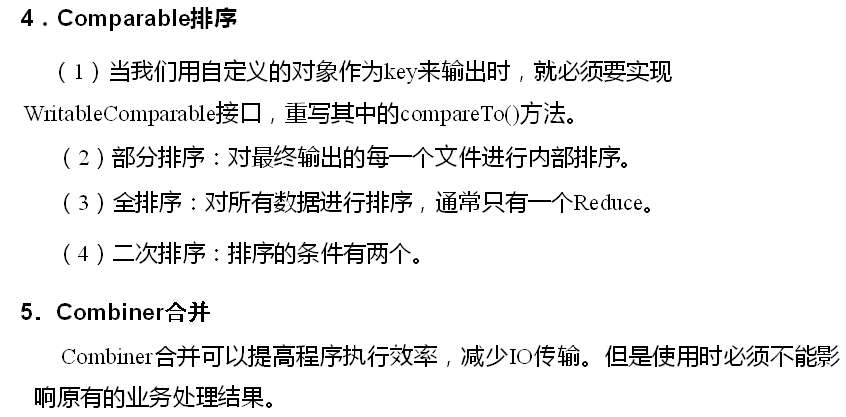 4．Comparable排序
（1）当我们用自定义的对象作为key来输出时，就必须要实现
WritableComparable接口，重写其中的compareTo()方法。
（2）部分排序：对最终输出的每一个文件进行内部排序。
（3）全排序：对所有数据进行排序，通常只有一个Reduce。
（4）二次排序：排序的条件有两个。
5．Combiner合并
Combiner合并可以提高程序执行效率，减少IO传输。但是使用时必须不能影
响原有的业务处理结果。